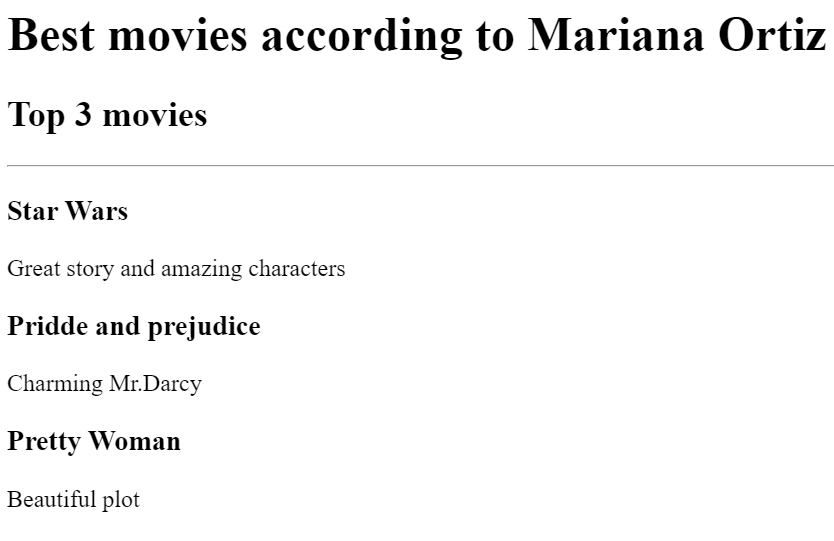 Best movies according to Mariana Ortiz
Top 3 movies
Star Wars
Great story and amazing characters
Pridde and prejudice
Charming Mr.Darcy
Pretty Woman
Beautiful plot